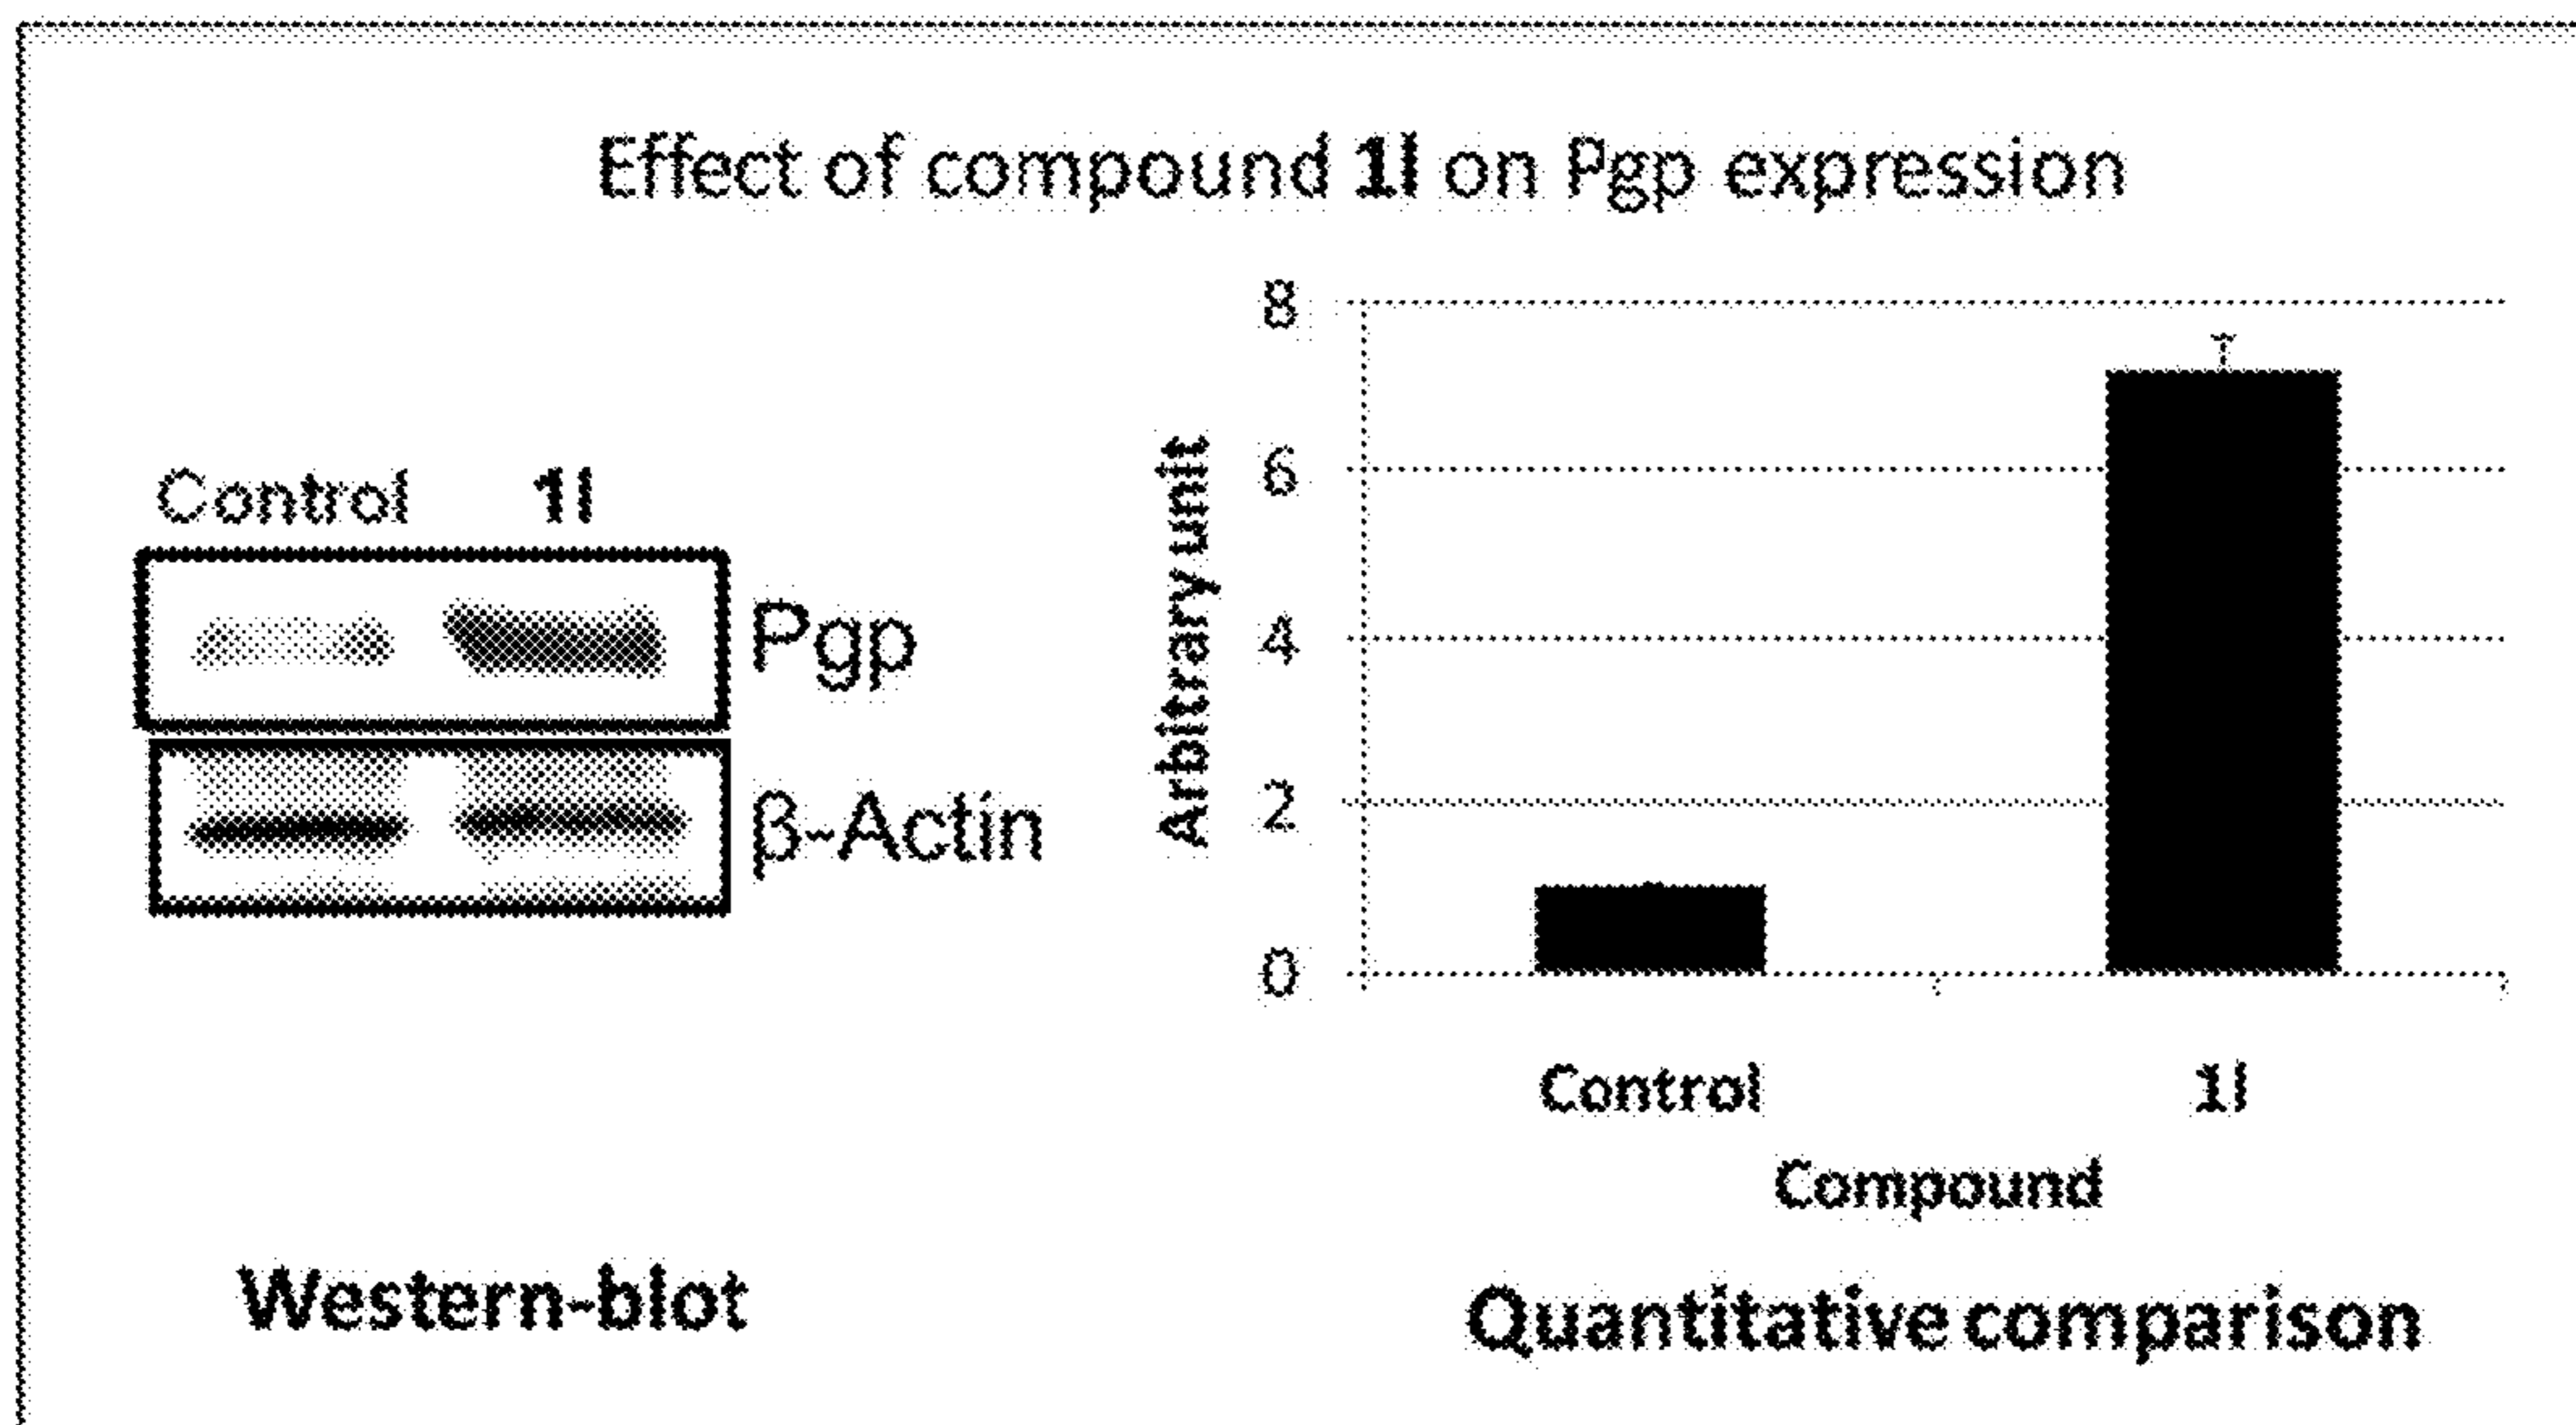 Effect of compound 1l on Pgp expression
Control 1l
Pgp
β-Actin
Western-blot
8
6
4
2
0
Arbitrary unit
Control 1l
Compound
Quantitative comparison